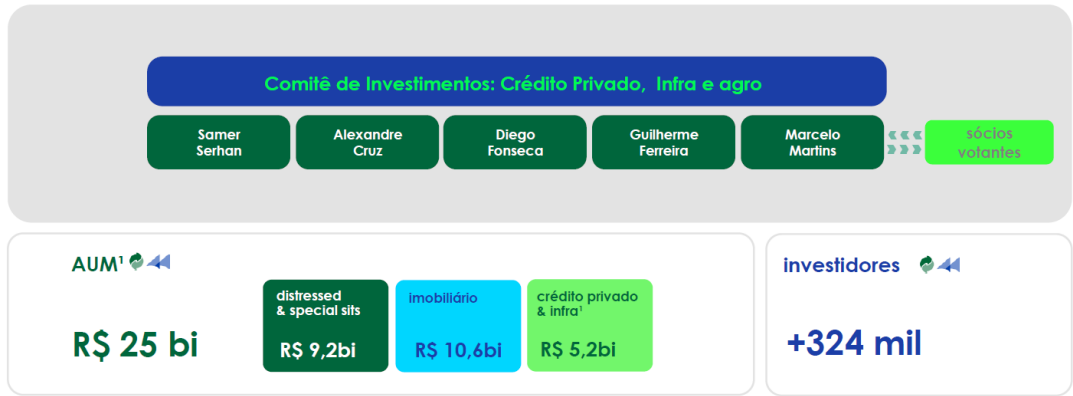 Comitê de Investimentos: Crédito Privado, Infra e agro
Samer
Serhan
Alexandre
Cruz
Diego
Fonseca
Guilherme
Ferreira
Marcelo
Martins
sócios
votantes
AUM¹
R$ 25 bi
distressed
& special sits
R$ 9,2bi
imobiliário
R$ 10,6bi
crédito privado
& infra¹
R$ 5,2bi
investidores
+324 mil